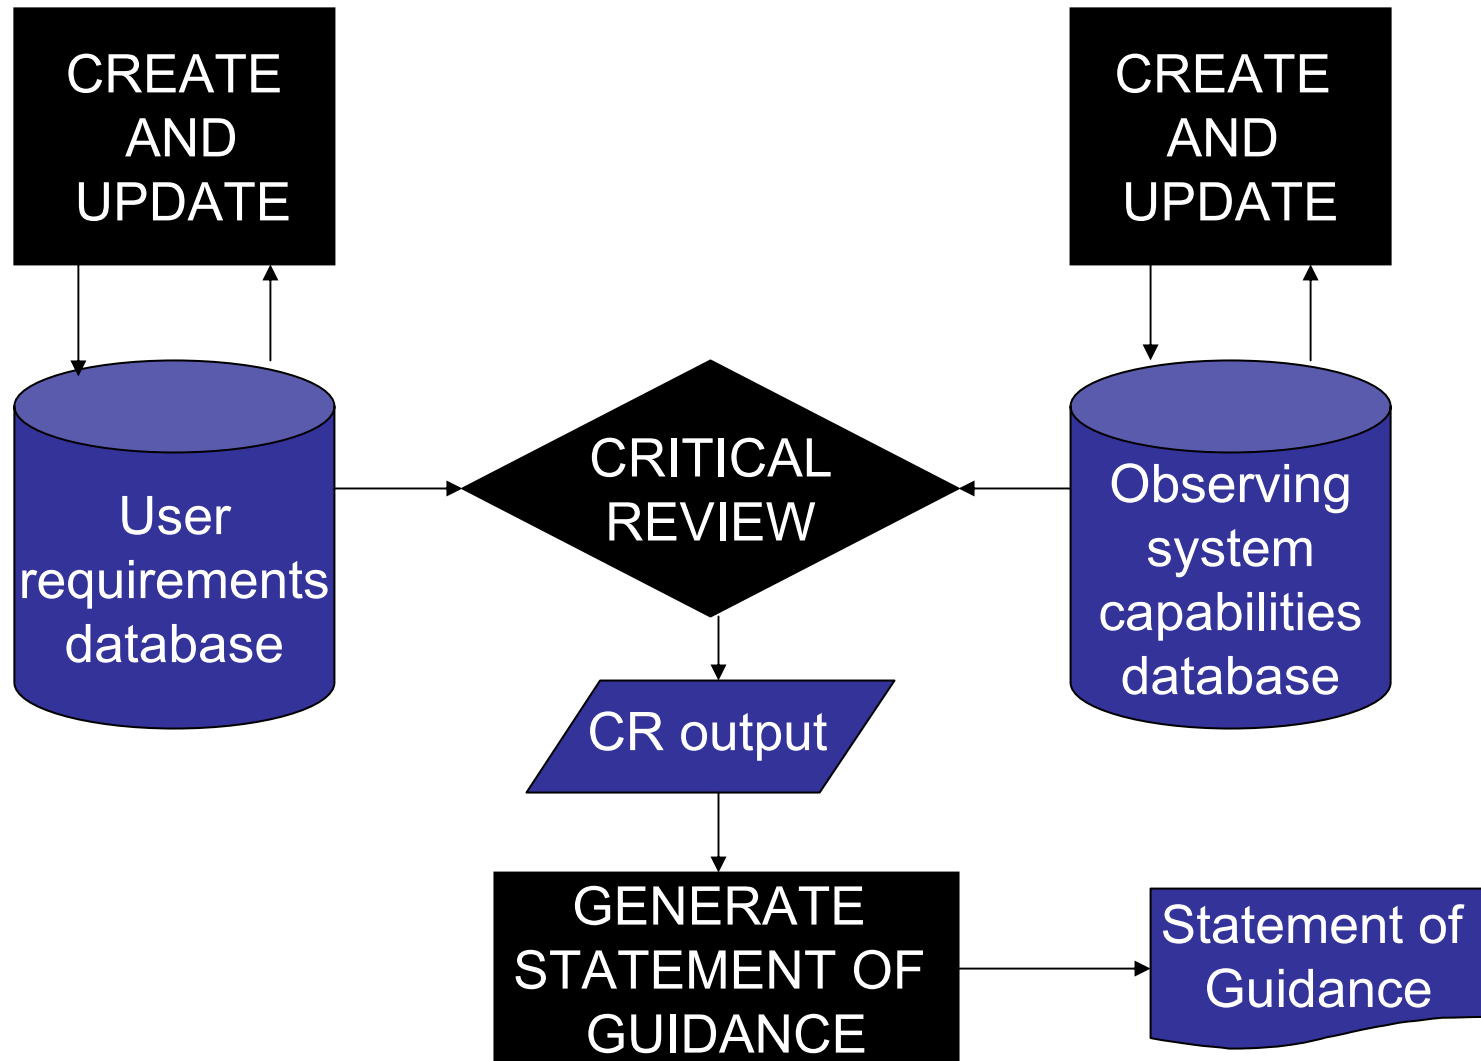 CREATE
AND
UPDATE
CREATE
AND
UPDATE
User
requirements
database
CRITICAL
REVIEW
Observing
system
capabilities
database
CR output
GENERATE
STATEMENT OF
GUIDANCE
Statement of
Guidance